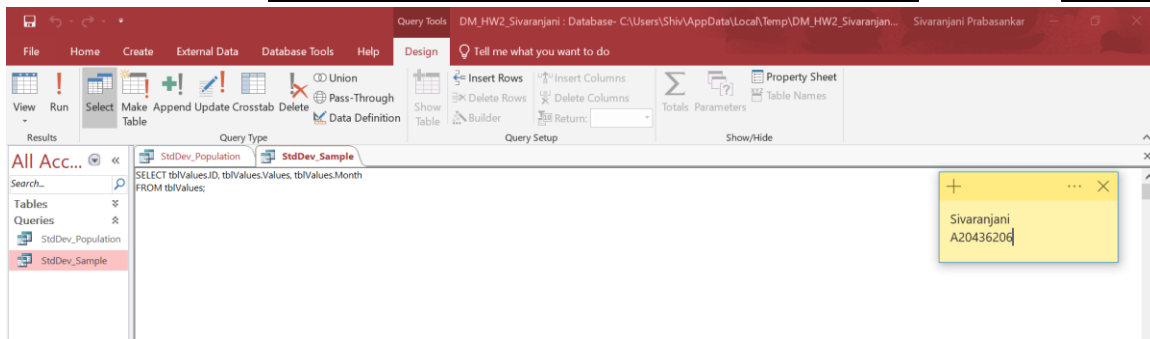 Query Tools DM_HW2_Sivaranjani : Database- C:\Users\Shiv\AppData\Local\Temp\DM_HW2_Sivaranjan... Sivaranjani Prabasankar
File Home Create External Data Database Tools Help Design Tell me what you want to do
View Run Select Make Table Append Update Crosstab Delete
Union
Pass-Through
Data Definition
Show Table
Insert Rows
Delete Rows
Builder
Insert Columns
Delete Columns
Return:
Totals Parameters
Property Sheet
Table Names
Results Query Type Query Setup Show/Hide
All Acc...
Search...
Tables
Queries
StdDev_Population
StdDev_Sample
StdDev_Population StdDev_Sample
SELECT tblValues.ID, tblValues.Values, tblValues.Month
FROM tblValues;
Sivaranjani
A20436206